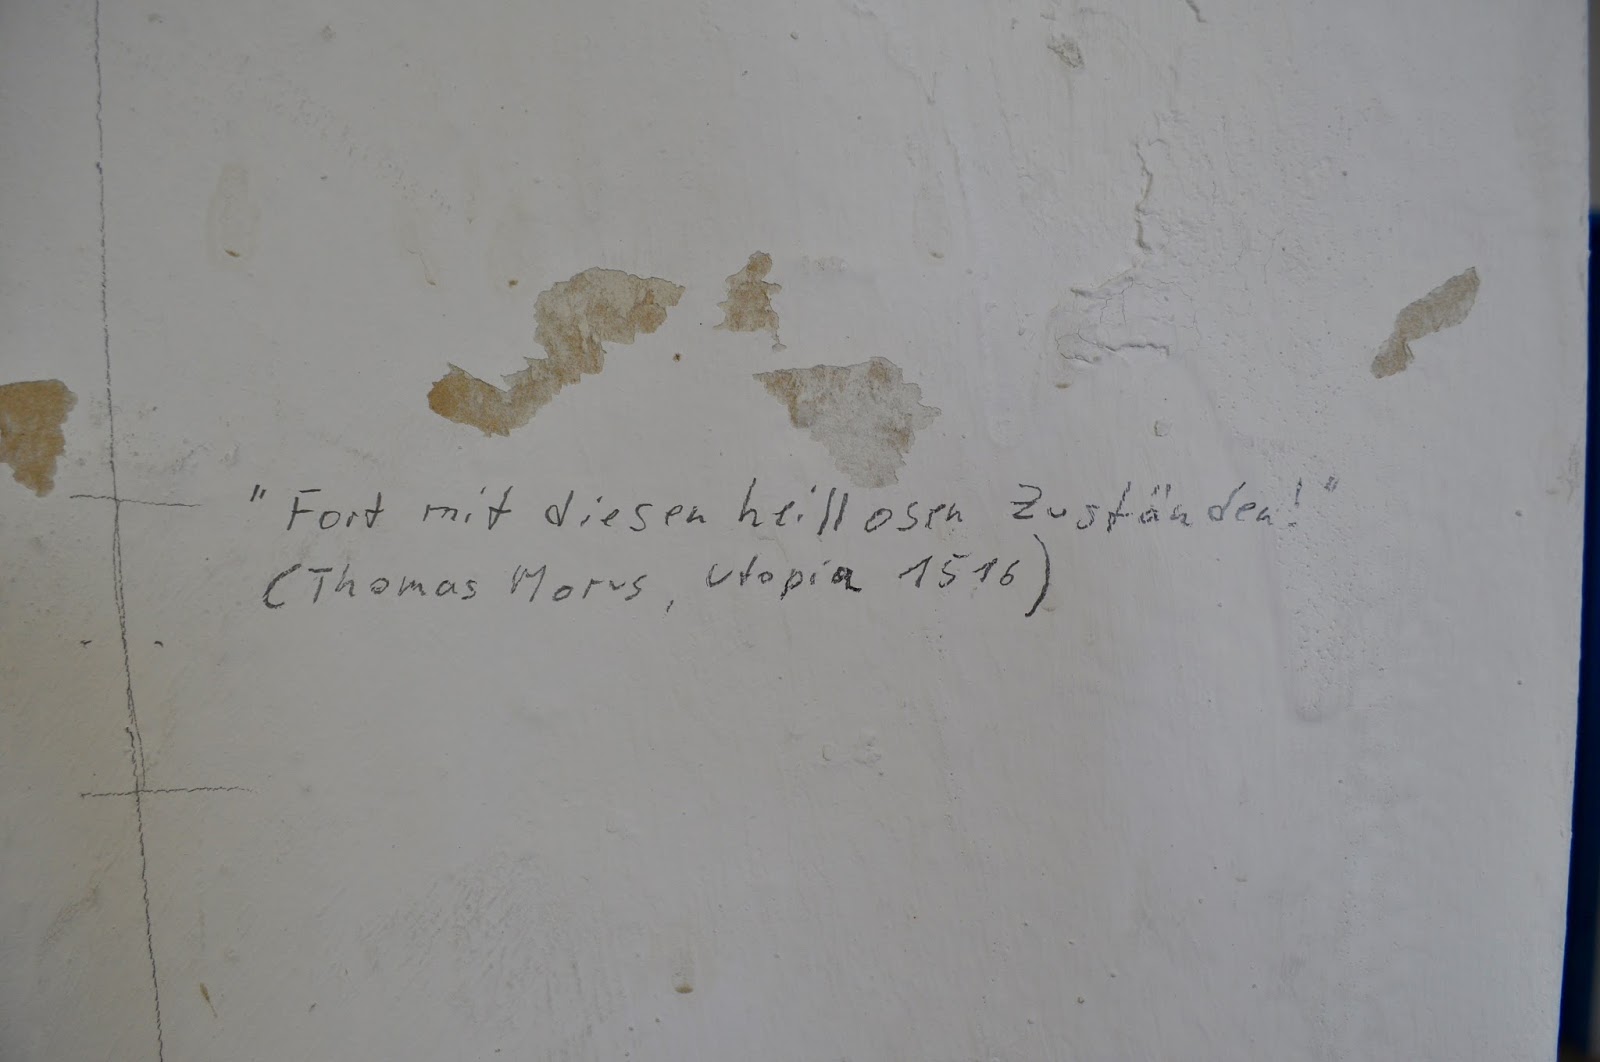 "Fort mit diesen heillosen Zuständen!"
(Thomas Morus, Utopia 1516)